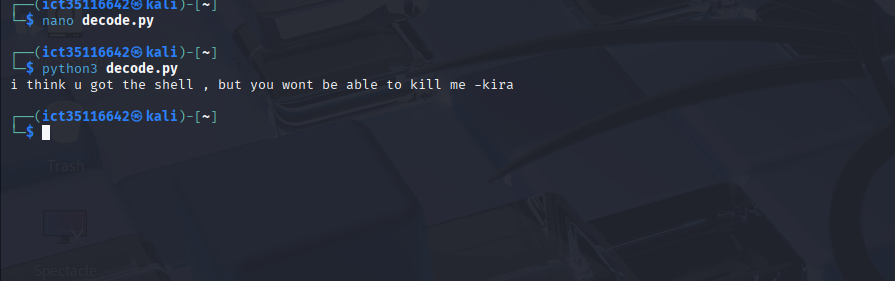 ┌──(ict35116642㉿kali)-[~]
└─$ nano decode.py
┌──(ict35116642㉿kali)-[~]
└─$ python3 decode.py
i think u got the shell , but you wont be able to kill me -kira
┌──(ict35116642㉿kali)-[~]
└─$
Trash
Spectacle